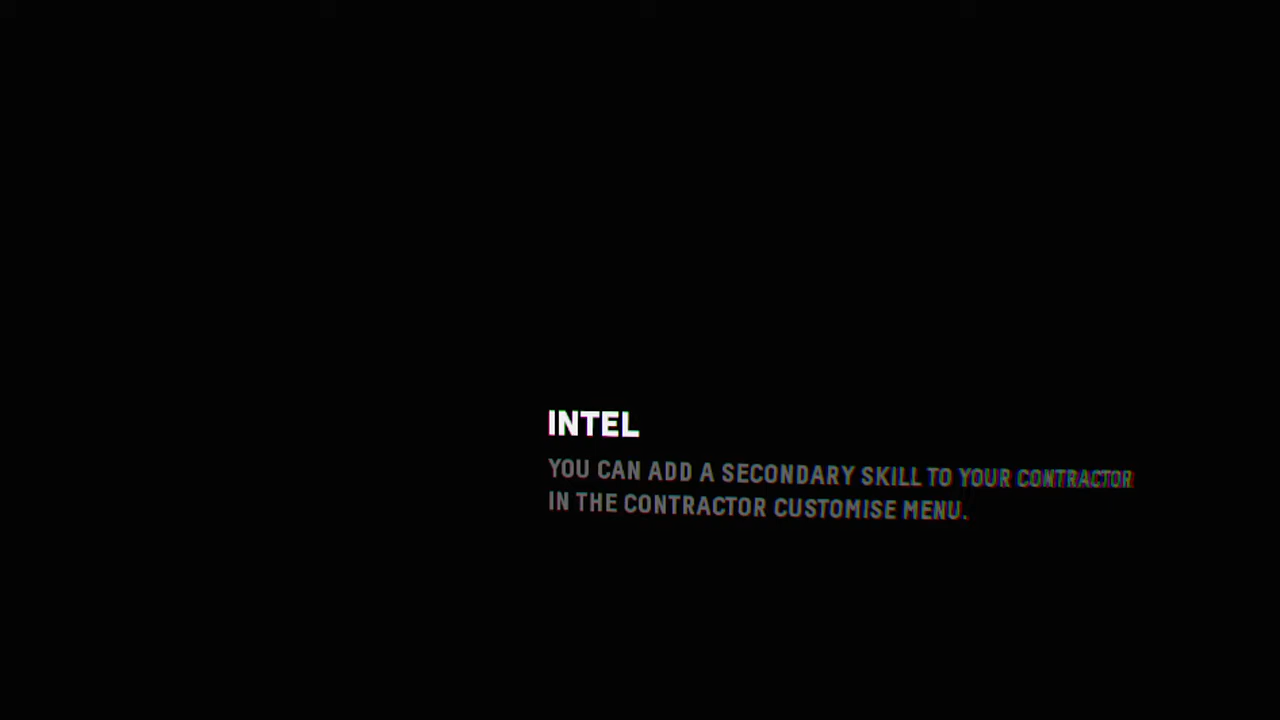 INTEL
YOU CAN ADD A SECONDARY SKILL TO YOUR CONTRACTOR
IN THE CONTRACTOR CUSTOMISE MENU.